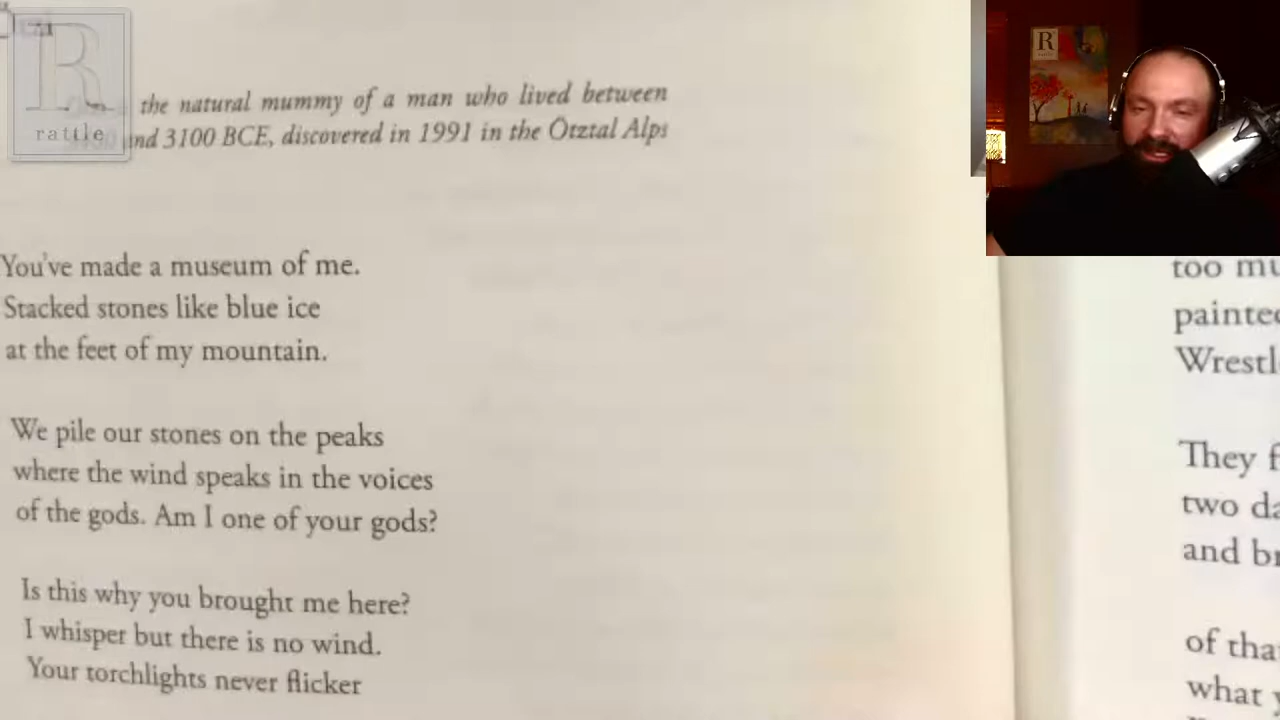 R
rattle
the natural mummy of a man who lived between
and 3100 BCE, discovered in 1991 in the Ötztal Alps
You've made a museum of me.
Stacked stones like blue ice
at the feet of my mountain.
We pile our stones on the peaks
where the wind speaks in the voices
of the gods. Am I one of your gods?
Is this why you brought me here?
I whisper but there is no wind.
Your torchlights never flicker
R
rattle
too mu
painted
Wrestl
They f
two da
and br
of tha
what y